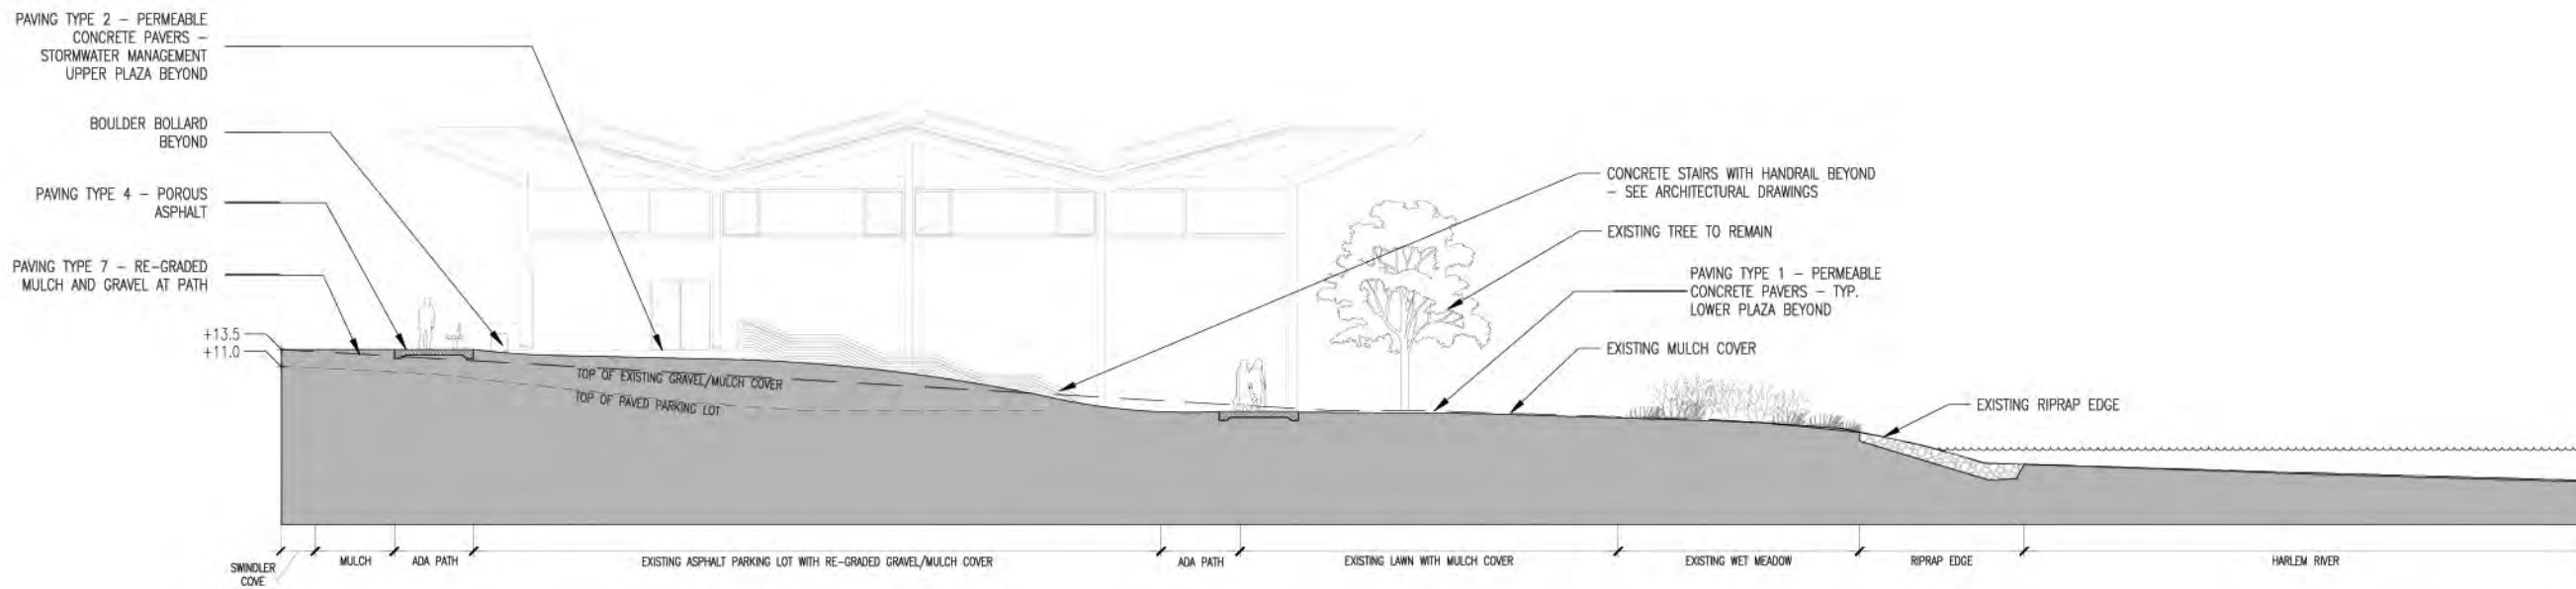 PAVING TYPE 2 – PERMEABLE
CONCRETE PAVERS –
STORMWATER MANAGEMENT
UPPER PLAZA BEYOND
BOULDER BOLLARD
BEYOND
PAVING TYPE 4 – POROUS
ASPHALT
PAVING TYPE 7 – RE-GRADED
MULCH AND GRAVEL AT PATH
+13.5
+11.0
TOP OF EXISTING GRAVEL/MULCH COVER
TOP OF PAVED PARKING LOT
CONCRETE STAIRS WITH HANDRAIL BEYOND
– SEE ARCHITECTURAL DRAWINGS
EXISTING TREE TO REMAIN
PAVING TYPE 1 – PERMEABLE
CONCRETE PAVERS – TYP.
LOWER PLAZA BEYOND
EXISTING MULCH COVER
EXISTING RIPRAP EDGE
SWINDLER
COVE
MULCH
ADA PATH
EXISTING ASPHALT PARKING LOT WITH RE-GRADED GRAVEL/MULCH COVER
ADA PATH
EXISTING LAWN WITH MULCH COVER
EXISTING WET MEADOW
RIPRAP EDGE
HARLEM RIVER